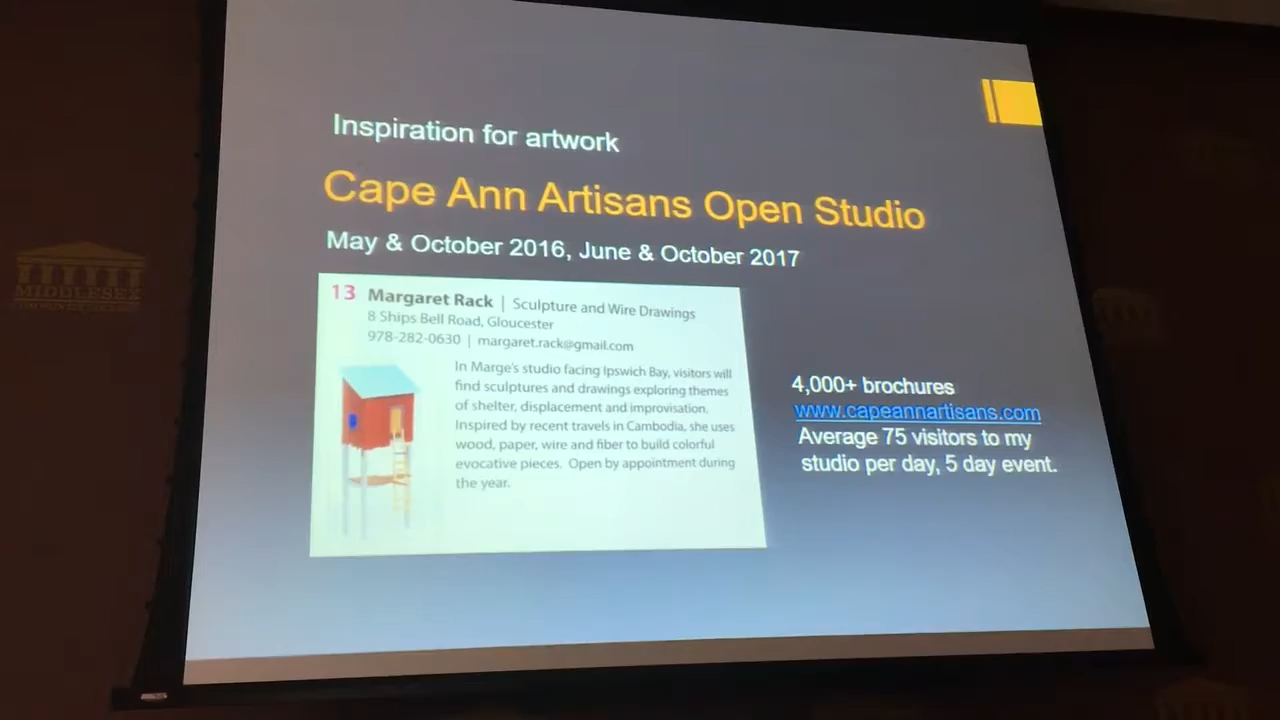 Inspiration for artwork
Cape Ann Artisans Open Studio
May & October 2016, June & October 2017
13 Margaret Rack | Sculpture and Wire Drawings
8 Ships Bell Road, Gloucester
978-282-0630 | margaret.rack@gmail.com
In Marge's studio facing Ipswich Bay, visitors will
find sculptures and drawings exploring themes
of shelter, displacement and improvisation.
Inspired by recent travels in Cambodia, she uses
wood, paper, wire and fiber to build colorful
evocative pieces. Open by appointment during
the year.
4,000+ brochures
www.capeannartisans.com
Average 75 visitors to my
studio per day, 5 day event.
MIDDLESEX